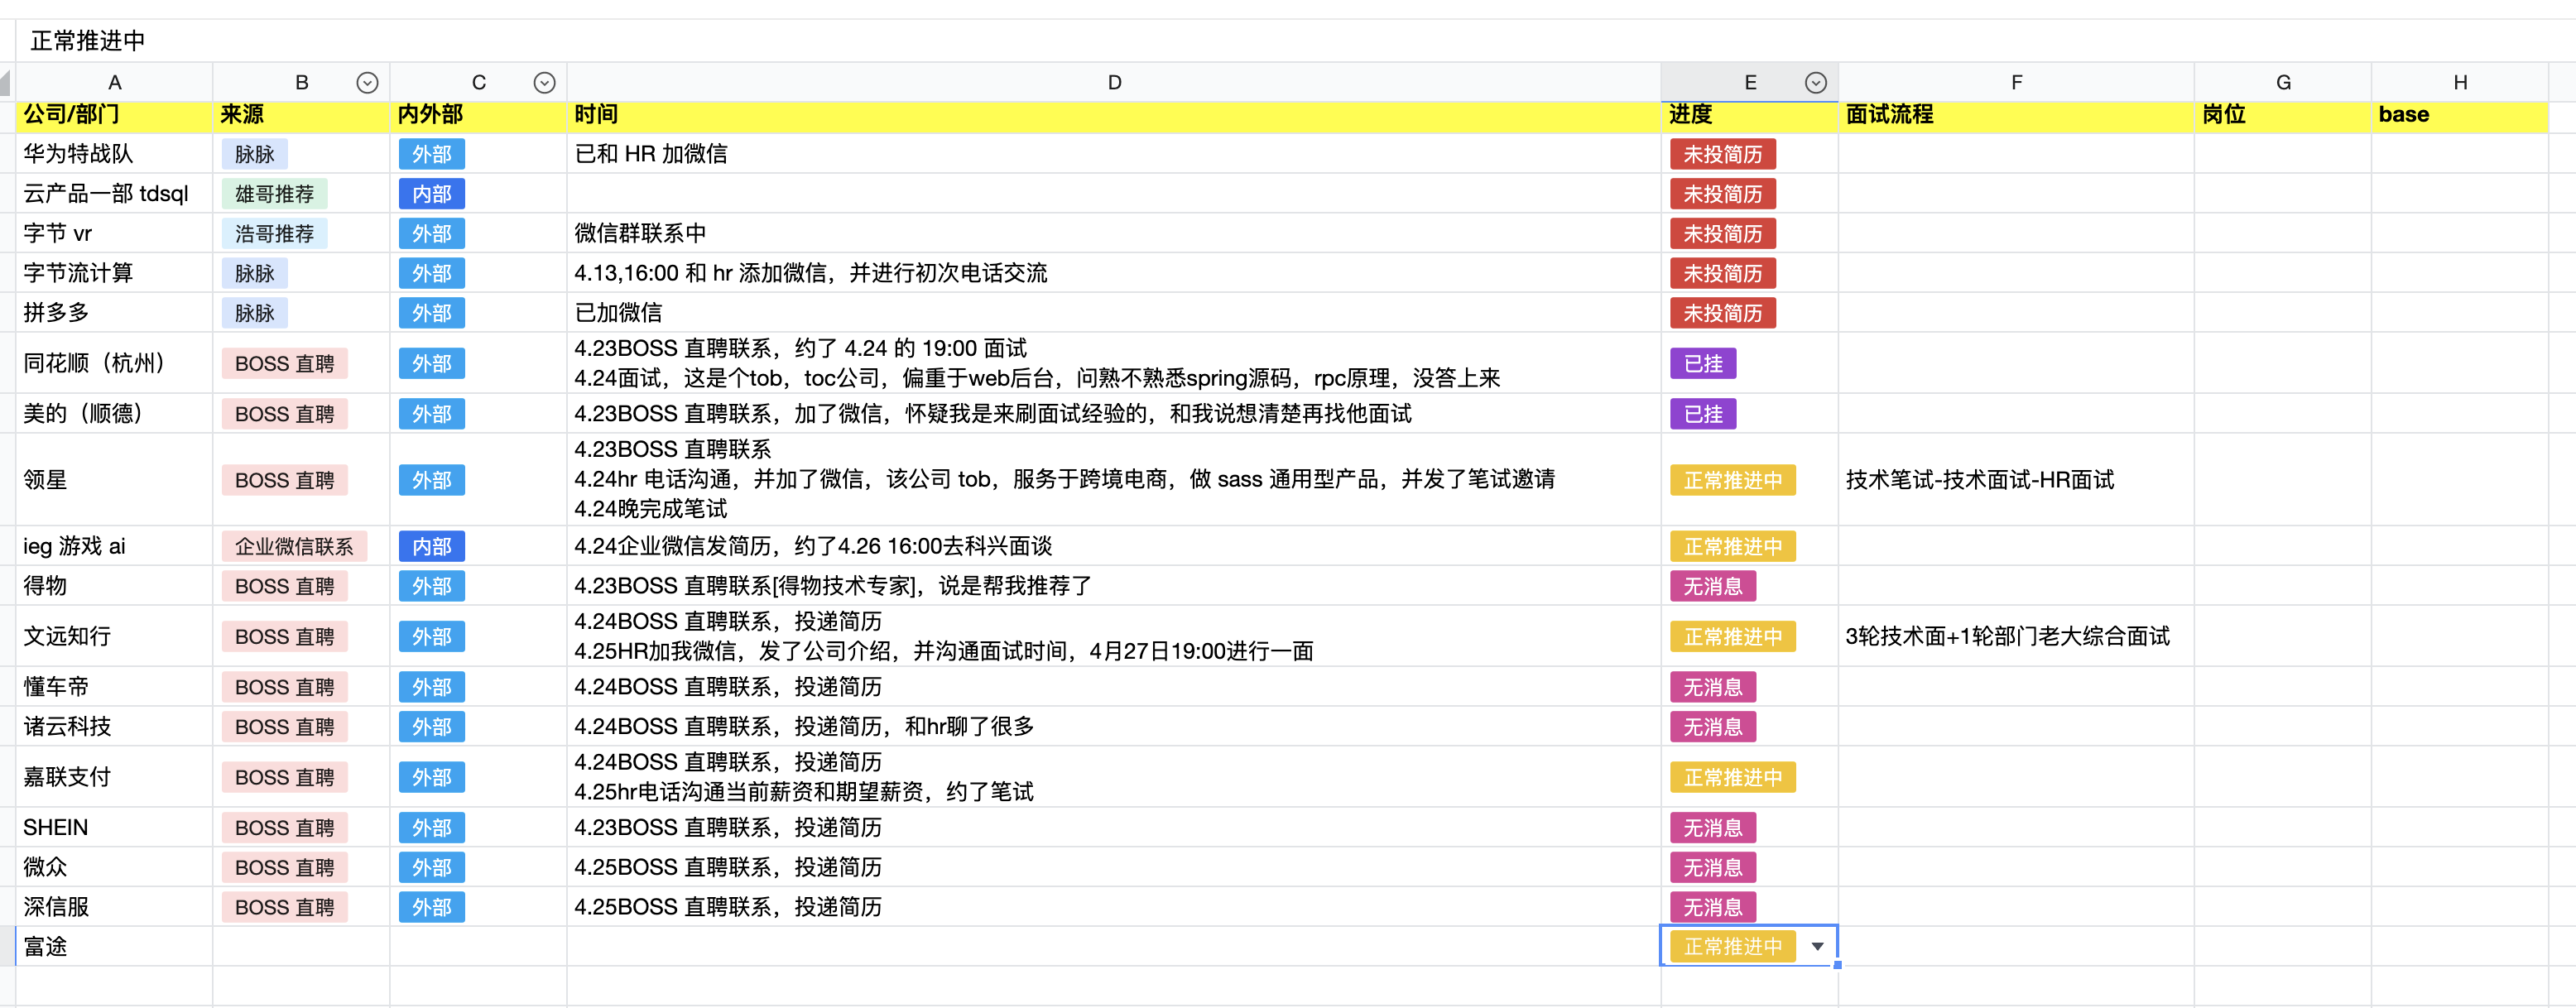 正常推进中
A B C D E F G H
公司/部门 来源 内外部 时间 进度 面试流程 岗位 base
华为特战队 脉脉 外部 已和 HR 加微信 未投简历
云产品一部 tdsql 雄哥推荐 内部 未投简历
字节 vr 浩哥推荐 外部 微信群联系中 未投简历
字节流计算 脉脉 外部 4.13,16:00 和 hr 添加微信，并进行初次电话交流 未投简历
拼多多 脉脉 外部 已加微信 未投简历
同花顺（杭州） BOSS 直聘 外部 4.23BOSS 直聘联系，约了 4.24 的 19:00 面试
4.24面试，这是个tob，toc公司，偏重于web后台，问熟不熟悉spring源码，rpc原理，没答上来 已挂
美的（顺德） BOSS 直聘 外部 4.23BOSS 直聘联系，加了微信，怀疑我是来刷面试经验的，和我说想清楚再找他面试 已挂
领星 BOSS 直聘 外部 4.23BOSS 直聘联系
4.24hr 电话沟通，并加了微信，该公司 tob，服务于跨境电商，做 sass 通用型产品，并发了笔试邀请
4.24晚完成笔试 正常推进中 技术笔试-技术面试-HR面试
ieg 游戏 ai 企业微信联系 内部 4.24企业微信发简历，约了4.26 16:00去科兴面谈 正常推进中
得物 BOSS 直聘 外部 4.23BOSS 直聘联系[得物技术专家]，说是帮我推荐了 无消息
文远知行 BOSS 直聘 外部 4.24BOSS 直聘联系，投递简历
4.25HR加我微信，发了公司介绍，并沟通面试时间，4月27日19:00进行一面 正常推进中 3轮技术面+1轮部门老大综合面试
懂车帝 BOSS 直聘 外部 4.24BOSS 直聘联系，投递简历 无消息
诸云科技 BOSS 直聘 外部 4.24BOSS 直聘联系，投递简历，和hr聊了很多 无消息
嘉联支付 BOSS 直聘 外部 4.24BOSS 直聘联系，投递简历
4.25hr电话沟通当前薪资和期望薪资，约了笔试 正常推进中
SHEIN BOSS 直聘 外部 4.23BOSS 直聘联系，投递简历 无消息
微众 BOSS 直聘 外部 4.25BOSS 直聘联系，投递简历 无消息
深信服 BOSS 直聘 外部 4.25BOSS 直聘联系，投递简历 无消息
富途 正常推进中